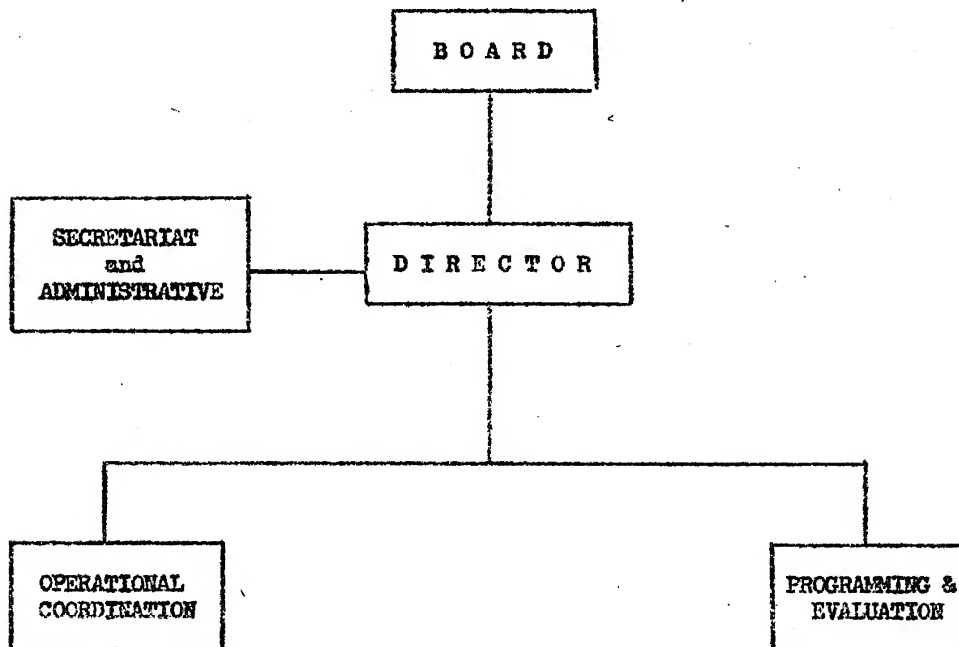 BOARD
SECRETARIAT
and
ADMINISTRATIVE
DIRECTOR
OPERATIONAL
COORDINATION
PROGRAMMING &
EVALUATION